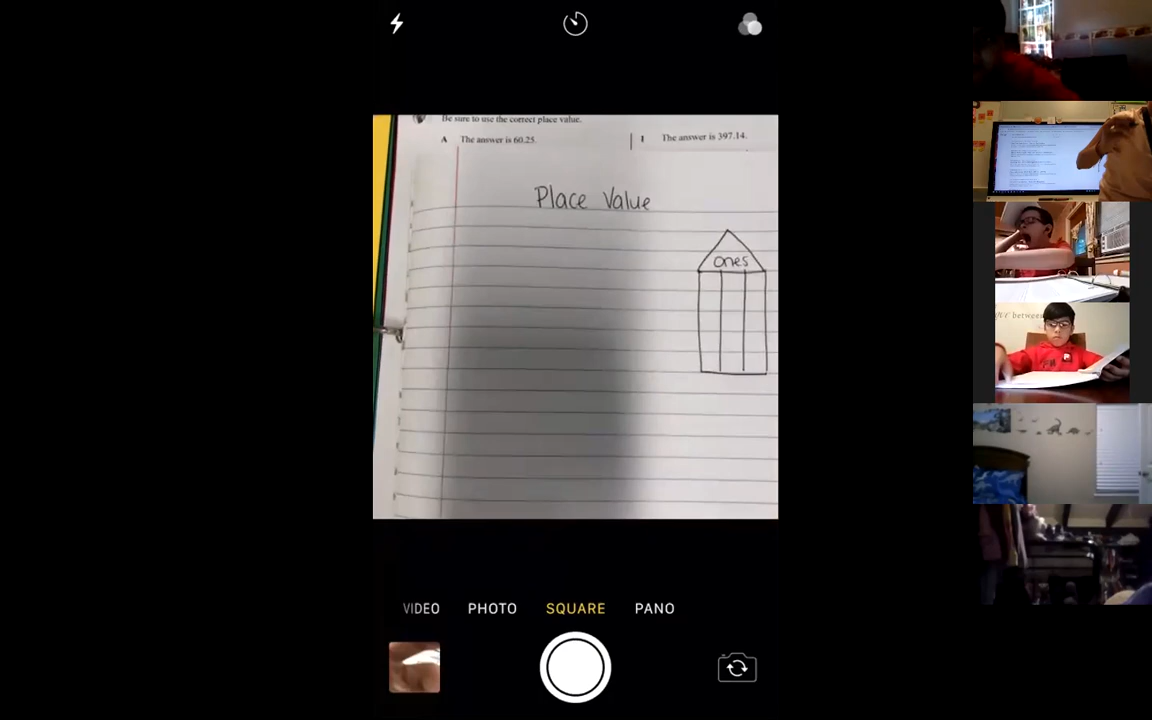 Be sure to use the correct place value.
A The answer is 60.25.
I The answer is 397.14.
Place Value
ones
VIDEO PHOTO SQUARE PANO
between